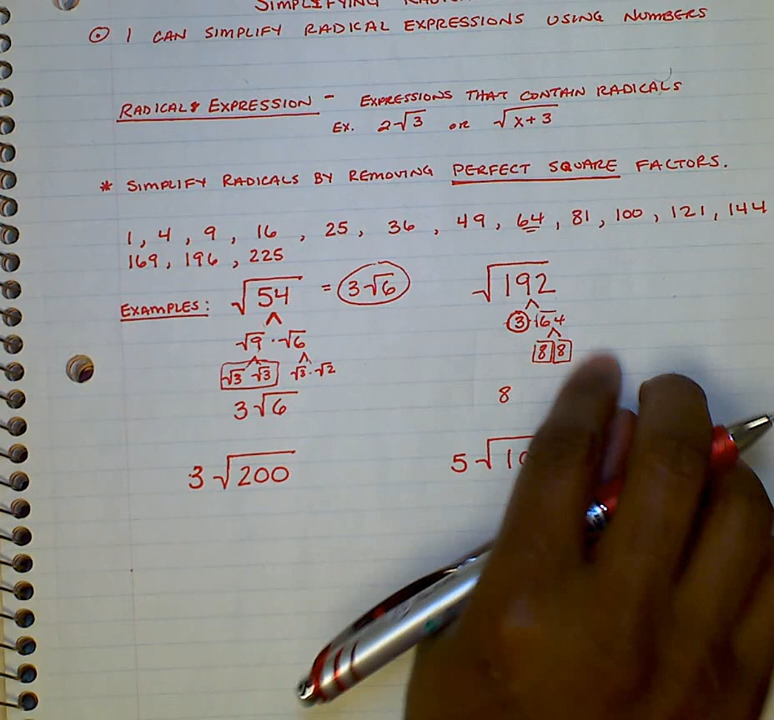 SIMPLIFYING
⊙ I CAN SIMPLIFY RADICAL EXPRESSIONS USING NUMBERS
RADICAL EXPRESSION - EXPRESSIONS THAT CONTAIN RADICALS
EX. 2√3 OR √x+3
* SIMPLIFY RADICALS BY REMOVING PERFECT SQUARE FACTORS.
1, 4, 9, 16, 25, 36, 49, 64, 81, 100, 121, 144
169, 196, 225
EXAMPLES: √54 = 3√6 √192
√9 · √6 3 · √64
√3 √3 √3 · √2 8 8
3√6 8
3√200 5√10